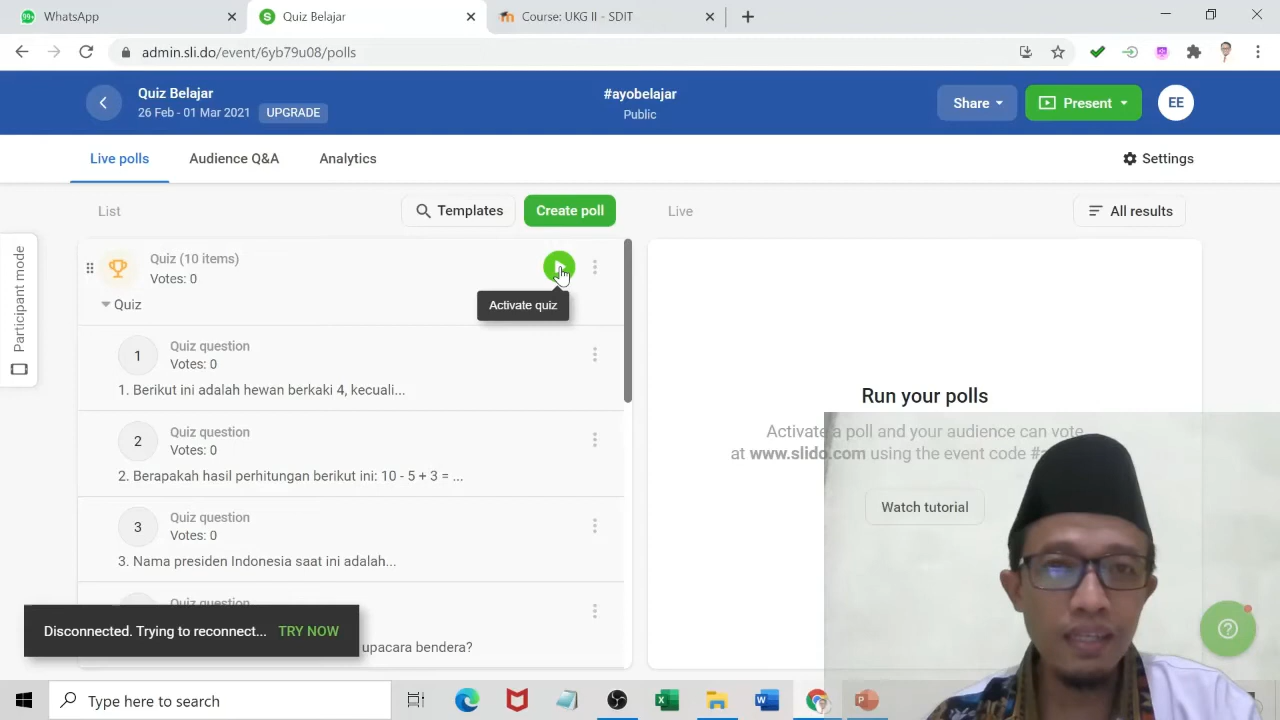 WhatsApp
Quiz Belajar
Course: UKG II - SDIT
admin.sli.do/event/6yb79u08/polls
Quiz Belajar
26 Feb - 01 Mar 2021 UPGRADE
#ayobelajar
Public
Share
Present
EE
Live polls
Audience Q&A
Analytics
Settings
List
Templates
Create poll
Live
All results
Participant mode
Quiz (10 items)
Votes: 0
Activate quiz
Quiz
1
Quiz question
Votes: 0
1. Berikut ini adalah hewan berkaki 4, kecuali...
2
Quiz question
Votes: 0
2. Berapakah hasil perhitungan berikut ini: 10 - 5 + 3 = ...
3
Quiz question
Votes: 0
3. Nama presiden Indonesia saat ini adalah...
Quiz question
upacara bendera?
Disconnected. Trying to reconnect... TRY NOW
Run your polls
Activate a poll and your audience can vote
at www.slido.com using the event code
Watch tutorial
Type here to search